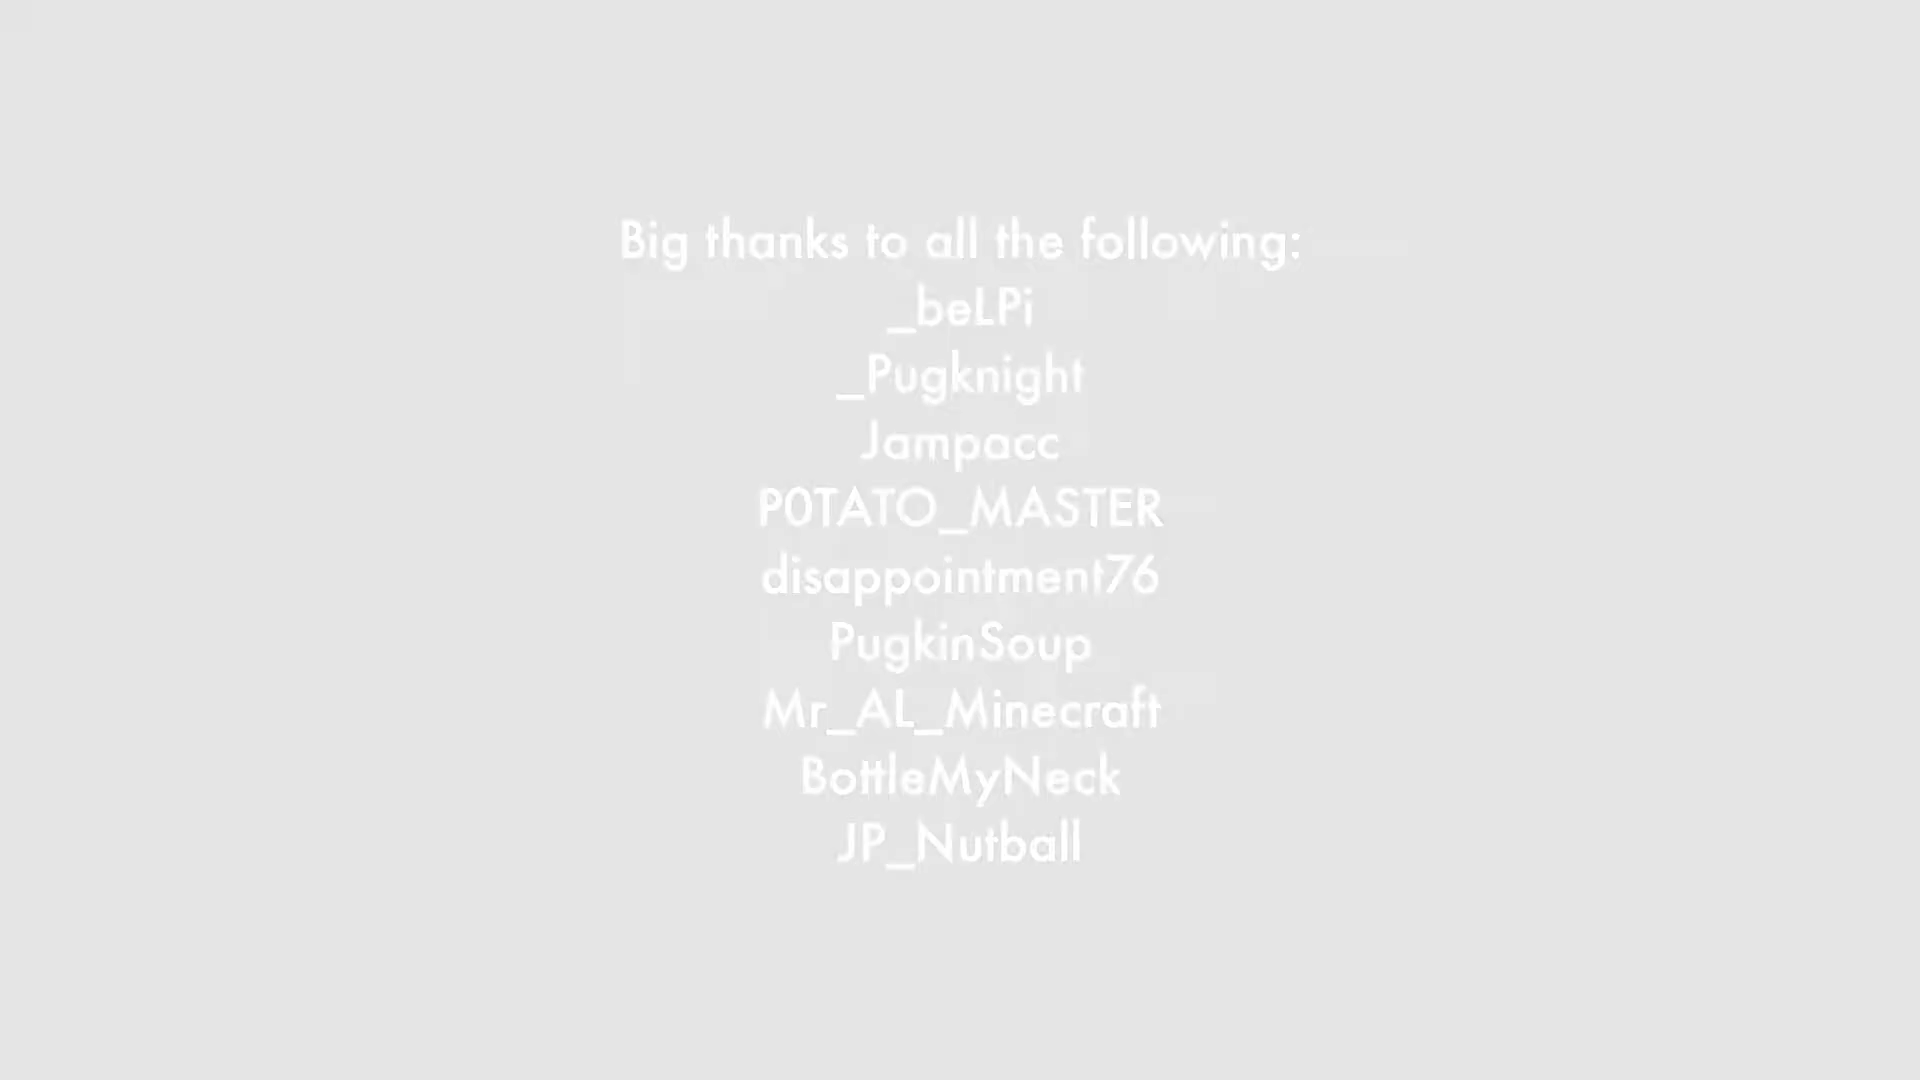 Big thanks to all the following:
_beLPi
_Pugknight
Jampacc
P0TATO_MASTER
disappointment76
PugkinSoup
Mr_AL_Minecraft
BottleMyNeck
JP_Nutball